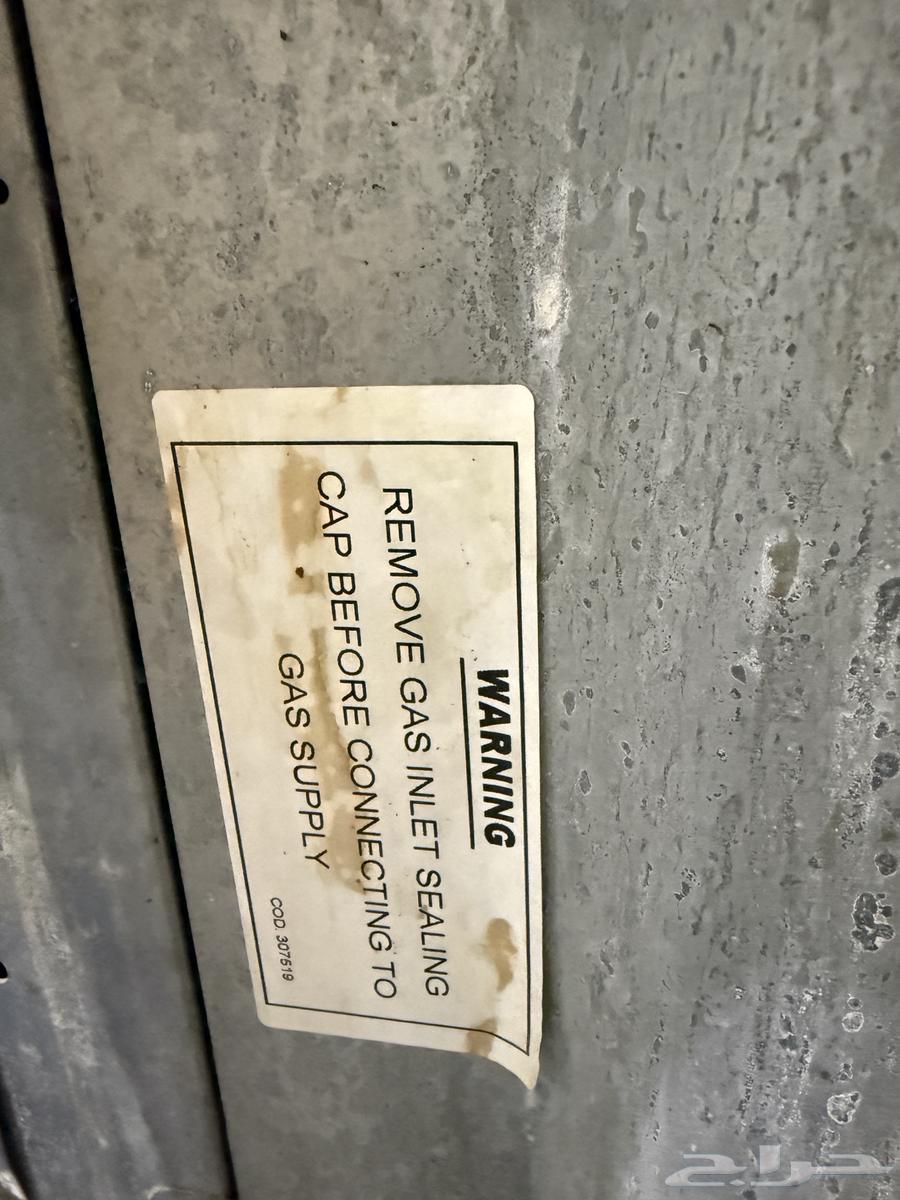 WARNING
REMOVE GAS INLET SEALING
CAP BEFORE CONNECTING TO
GAS SUPPLY
COD. 307519
حراج